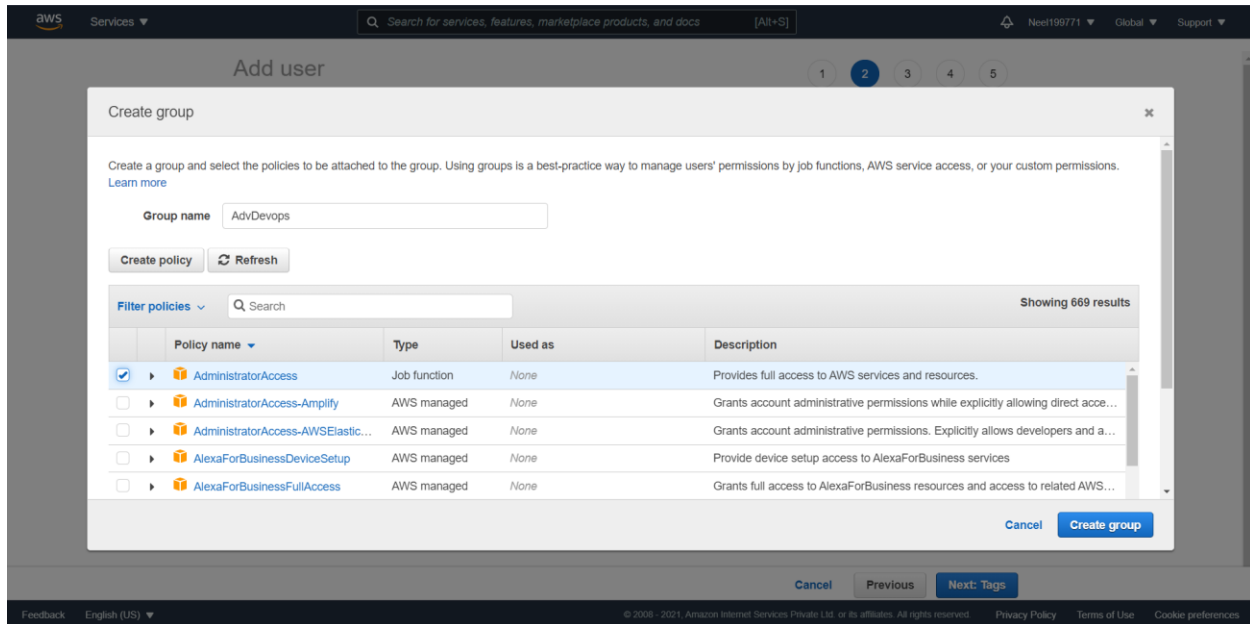 aws Services Search for services, features, marketplace products, and docs [Alt+S] Neel199771 Global Support
Add user 1 2 3 4 5
Create group
Create a group and select the policies to be attached to the group. Using groups is a best-practice way to manage users' permissions by job functions, AWS service access, or your custom permissions.
Learn more
Group name AdvDevops
Create policy Refresh
Filter policies Search Showing 669 results
Policy name Type Used as Description
AdministratorAccess Job function None Provides full access to AWS services and resources.
AdministratorAccess-Amplify AWS managed None Grants account administrative permissions while explicitly allowing direct acce...
AdministratorAccess-AWSElastic... AWS managed None Grants account administrative permissions. Explicitly allows developers and a...
AlexaForBusinessDeviceSetup AWS managed None Provide device setup access to AlexaForBusiness services
AlexaForBusinessFullAccess AWS managed None Grants full access to AlexaForBusiness resources and access to related AWS...
Cancel Create group
Cancel Previous Next: Tags
Feedback English (US) © 2008 - 2021, Amazon Internet Services Private Ltd. or its affiliates. All rights reserved. Privacy Policy Terms of Use Cookie preferences